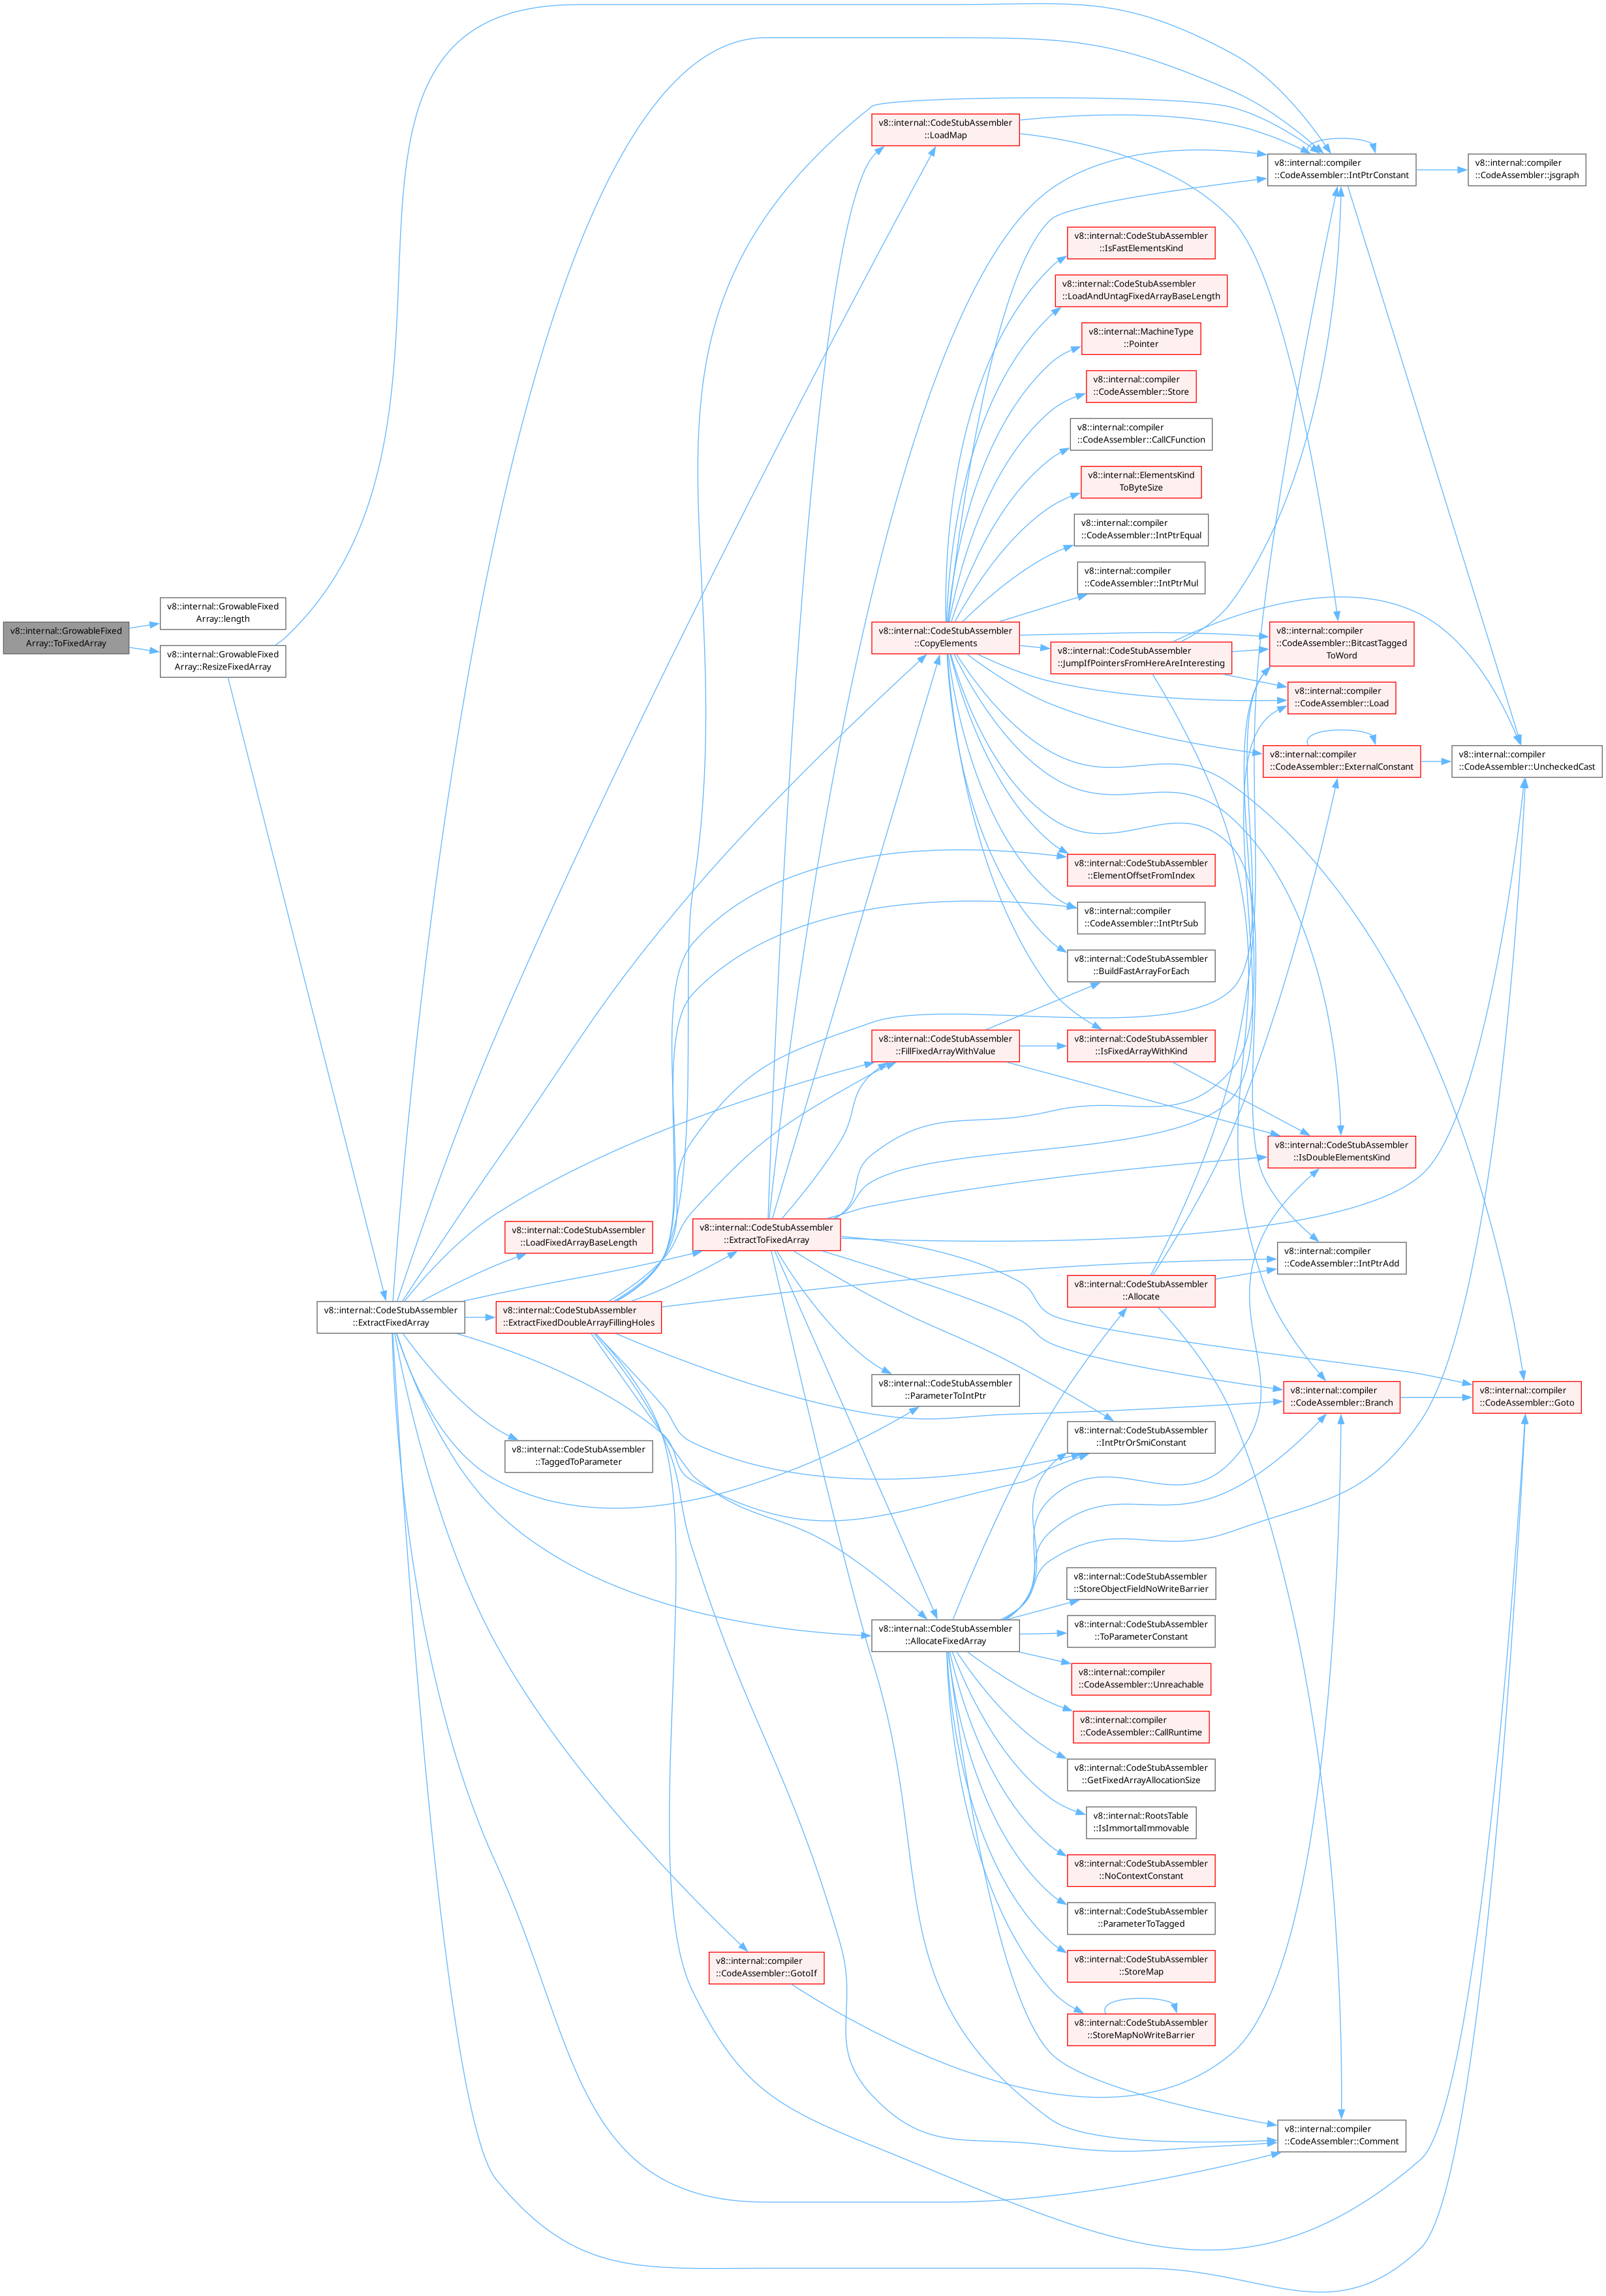 v8::internal::GrowableFixed
Array::ToFixedArray
v8::internal::GrowableFixed
Array::length
v8::internal::GrowableFixed
Array::ResizeFixedArray
v8::internal::CodeStubAssembler
::ExtractFixedArray
v8::internal::CodeStubAssembler
::LoadFixedArrayBaseLength
v8::internal::CodeStubAssembler
::ExtractFixedDoubleArrayFillingHoles
v8::internal::CodeStubAssembler
::TaggedToParameter
v8::internal::CodeStubAssembler
::ExtractToFixedArray
v8::internal::compiler
::CodeAssembler::GotoIf
v8::internal::CodeStubAssembler
::LoadMap
v8::internal::CodeStubAssembler
::CopyElements
v8::internal::CodeStubAssembler
::FillFixedArrayWithValue
v8::internal::CodeStubAssembler
::ParameterToIntPtr
v8::internal::CodeStubAssembler
::AllocateFixedArray
v8::internal::CodeStubAssembler
::IsFastElementsKind
v8::internal::CodeStubAssembler
::LoadAndUntagFixedArrayBaseLength
v8::internal::MachineType
::Pointer
v8::internal::compiler
::CodeAssembler::Store
v8::internal::compiler
::CodeAssembler::CallCFunction
v8::internal::ElementsKind
ToByteSize
v8::internal::compiler
::CodeAssembler::IntPtrEqual
v8::internal::compiler
::CodeAssembler::IntPtrMul
v8::internal::CodeStubAssembler
::JumpIfPointersFromHereAreInteresting
v8::internal::CodeStubAssembler
::ElementOffsetFromIndex
v8::internal::compiler
::CodeAssembler::IntPtrSub
v8::internal::CodeStubAssembler
::BuildFastArrayForEach
v8::internal::CodeStubAssembler
::IsFixedArrayWithKind
v8::internal::CodeStubAssembler
::Allocate
v8::internal::CodeStubAssembler
::IntPtrOrSmiConstant
v8::internal::CodeStubAssembler
::StoreObjectFieldNoWriteBarrier
v8::internal::CodeStubAssembler
::ToParameterConstant
v8::internal::compiler
::CodeAssembler::Unreachable
v8::internal::compiler
::CodeAssembler::CallRuntime
v8::internal::CodeStubAssembler
::GetFixedArrayAllocationSize
v8::internal::RootsTable
::IsImmortalImmovable
v8::internal::CodeStubAssembler
::NoContextConstant
v8::internal::CodeStubAssembler
::ParameterToTagged
v8::internal::CodeStubAssembler
::StoreMap
v8::internal::CodeStubAssembler
::StoreMapNoWriteBarrier
v8::internal::compiler
::CodeAssembler::IntPtrConstant
v8::internal::compiler
::CodeAssembler::BitcastTagged
ToWord
v8::internal::compiler
::CodeAssembler::Load
v8::internal::compiler
::CodeAssembler::ExternalConstant
v8::internal::CodeStubAssembler
::IsDoubleElementsKind
v8::internal::compiler
::CodeAssembler::IntPtrAdd
v8::internal::compiler
::CodeAssembler::Branch
v8::internal::compiler
::CodeAssembler::Comment
v8::internal::compiler
::CodeAssembler::jsgraph
v8::internal::compiler
::CodeAssembler::UncheckedCast
v8::internal::compiler
::CodeAssembler::Goto